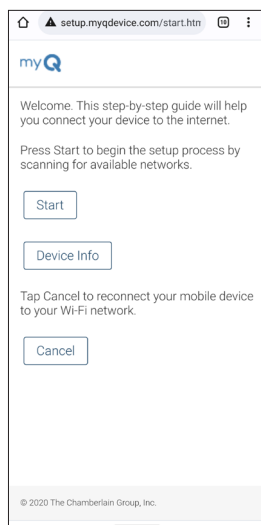 setup.myqdevice.com/start.htm
10
myQ
Welcome. This step-by-step guide will help
you connect your device to the internet.
Press Start to begin the setup process by
scanning for available networks.
Start
Device Info
Tap Cancel to reconnect your mobile device
to your Wi-Fi network.
Cancel
© 2020 The Chamberlain Group, Inc.